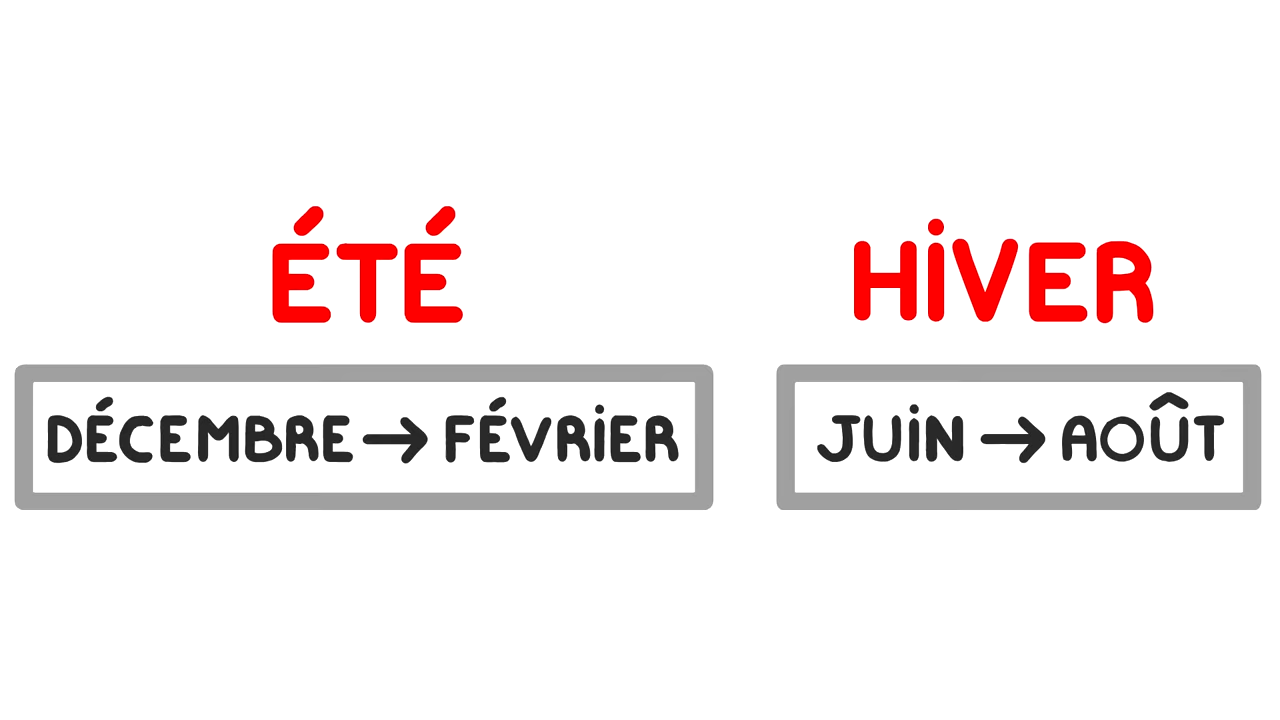 ÉTÉ
HIVER
DÉCEMBRE → FÉVRIER
JUIN → AOÛT